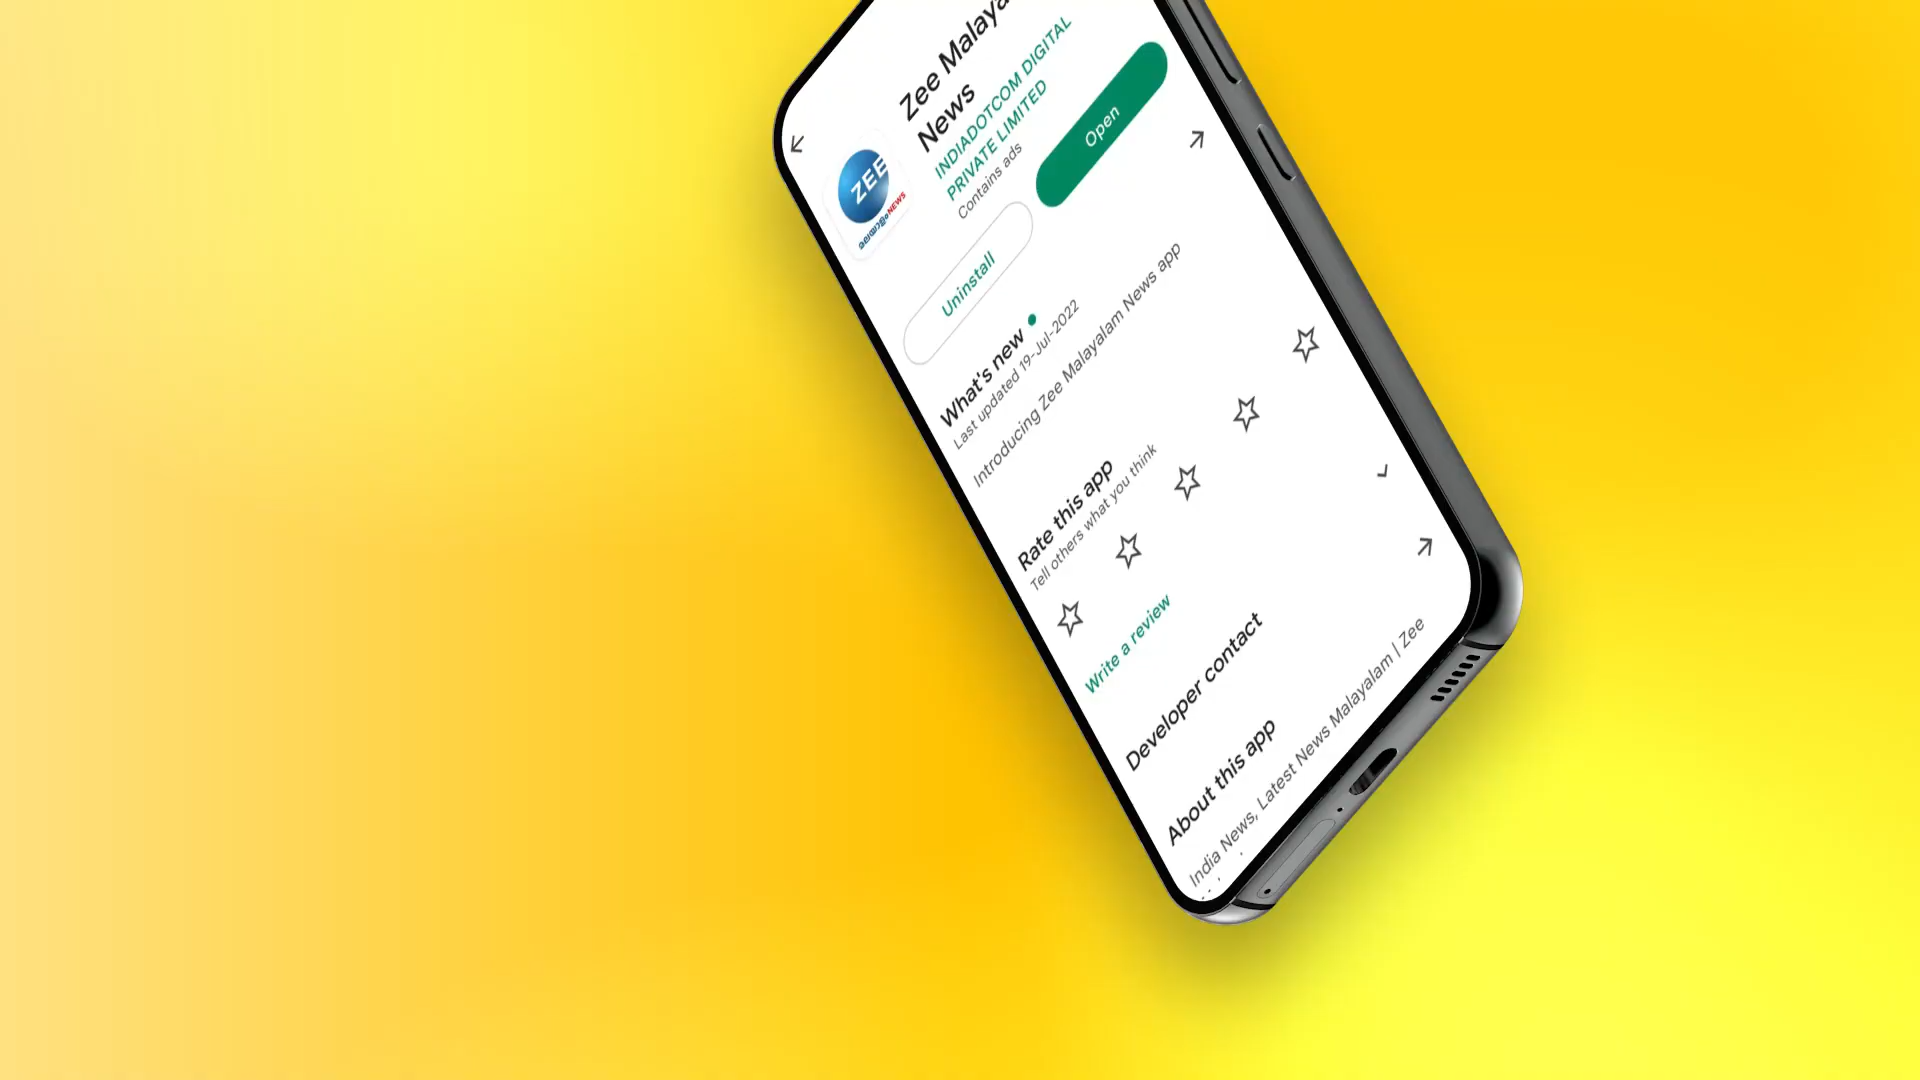 Zee Malaya
News
INDIADOTCOM DIGITAL
PRIVATE LIMITED
Contains ads
ZEE
മലയാളം NEWS
Uninstall
Open
What's new
Last updated 19-Jul-2022
Introducing Zee Malayalam News app
Rate this app
Tell others what you think
Write a review
Developer contact
About this app
India News, Latest News Malayalam | Zee